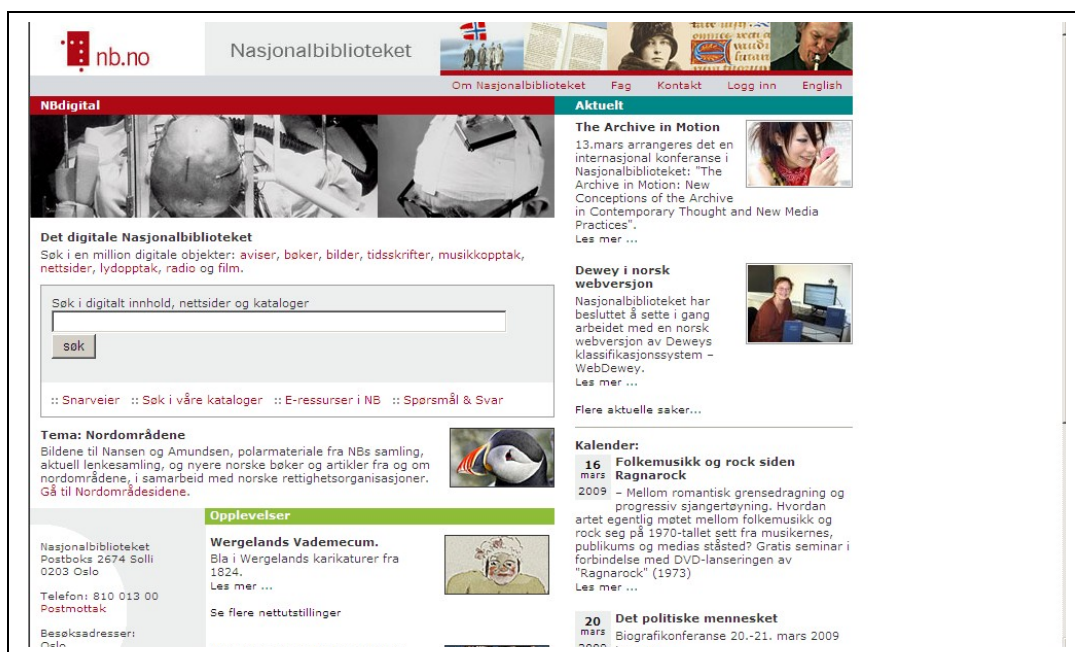 nb.no
Nasjonalbiblioteket
Om Nasjonalbiblioteket Fag Kontakt Logg inn English
NBdigital
Det digitale Nasjonalbiblioteket
Søk i en million digitale objekter: aviser, bøker, bilder, tidsskrifter, musikkopptak,
nettsider, lydopptak, radio og film.
Søk i digitalt innhold, nettsider og kataloger
søk
:: Snarveier :: Søk i våre kataloger :: E-ressurser i NB :: Spørsmål & Svar
Tema: Nordområdene
Bildene til Nansen og Amundsen, polarmateriale fra NBs samling,
aktuell lenkesamling, og nyere norske bøker og artikler fra og om
nordområdene, i samarbeid med norske rettighetsorganisasjoner.
Gå til Nordområdesidene.
Nasjonalbiblioteket
Postboks 2674 Solli
0203 Oslo
Telefon: 810 013 00
Postmottak
Besøksadresser:
Oslo
Opplevelser
Wergelands Vademecum.
Bla i Wergelands karikaturer fra
1824.
Les mer ...
Se flere nettutstillinger
Aktuelt
The Archive in Motion
13.mars arrangeres det en
internasjonal konferanse i
Nasjonalbiblioteket: "The
Archive in Motion: New
Conceptions of the Archive
in Contemporary Thought and New Media
Practices".
Les mer ...
Dewey i norsk
webversjon
Nasjonalbiblioteket har
besluttet å sette i gang
arbeidet med en norsk
webversjon av Deweys
klassifikasjonssystem –
WebDewey.
Les mer ...
Flere aktuelle saker...
Kalender:
16 mars 2009
Folkemusikk og rock siden
Ragnarock
– Mellom romantisk grensedragning og
progressiv sjangertøyning. Hvordan
artet egentlig møtet mellom folkemusikk og
rock seg på 1970-tallet sett fra musikernes,
publikums og medias ståsted? Gratis seminar i
forbindelse med DVD-lanseringen av
"Ragnarock" (1973)
Les mer ...
20 mars 2009
Det politiske mennesket
Biografikonferanse 20.-21. mars 2009